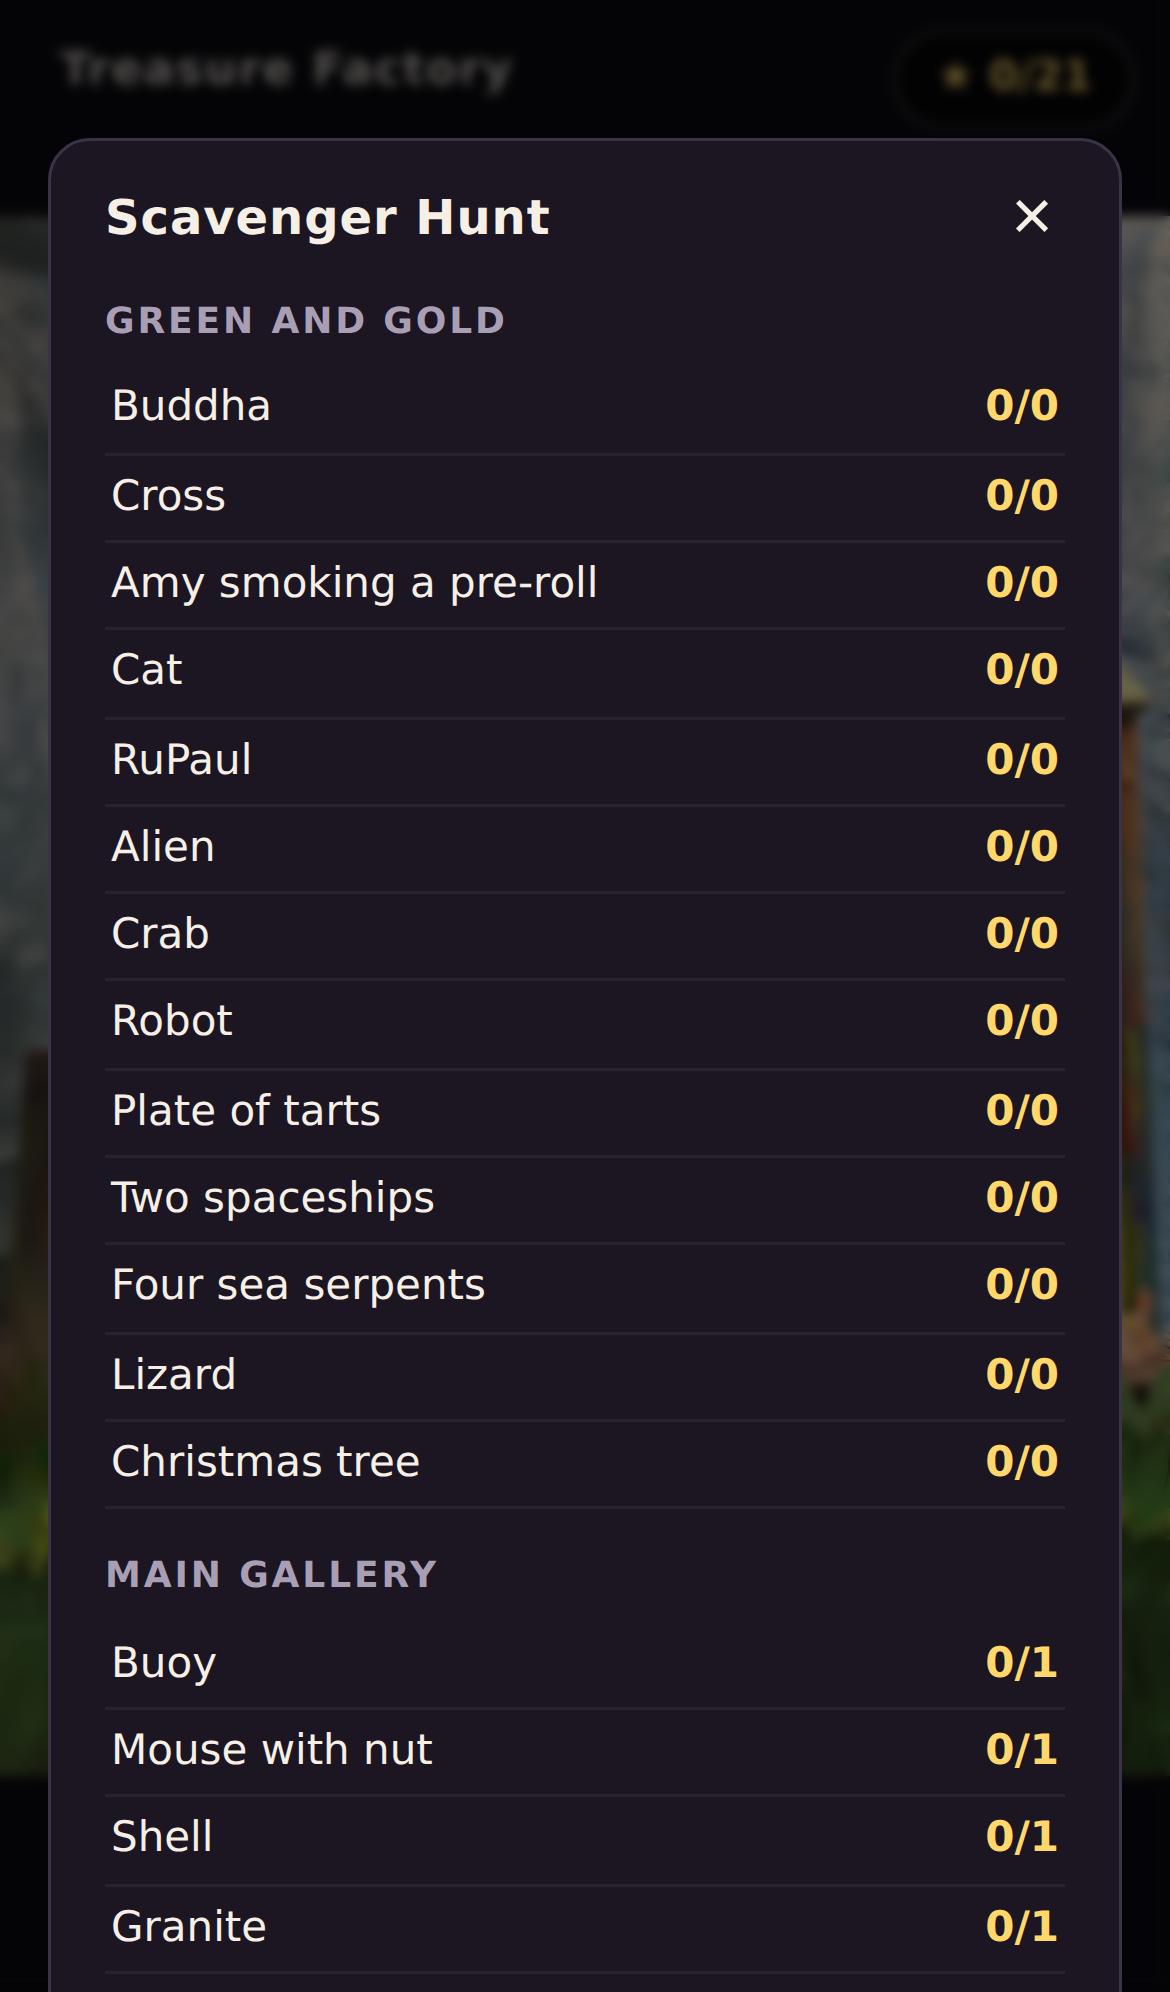 Treasure Factory
★ 0/21
Scavenger Hunt
×
GREEN AND GOLD
Buddha 0/0
Cross 0/0
Amy smoking a pre-roll 0/0
Cat 0/0
RuPaul 0/0
Alien 0/0
Crab 0/0
Robot 0/0
Plate of tarts 0/0
Two spaceships 0/0
Four sea serpents 0/0
Lizard 0/0
Christmas tree 0/0
MAIN GALLERY
Buoy 0/1
Mouse with nut 0/1
Shell 0/1
Granite 0/1